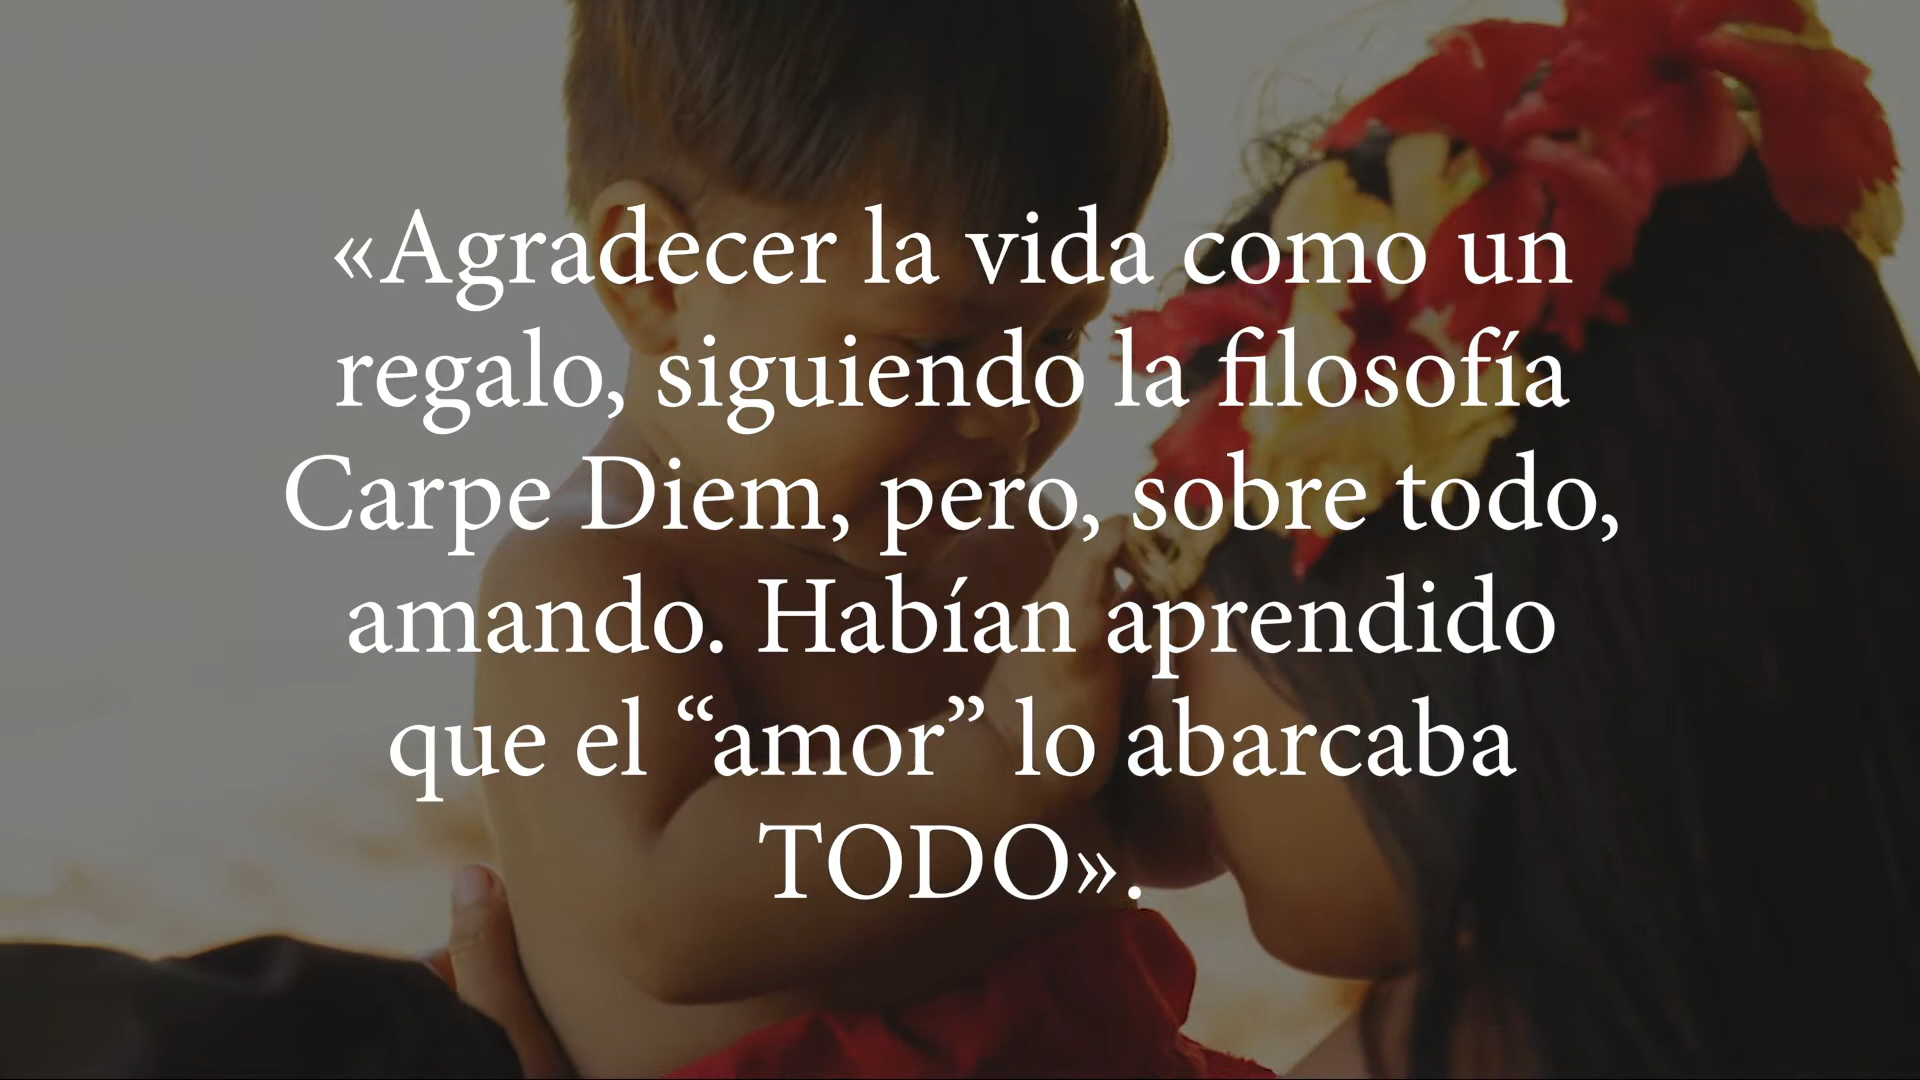 «Agradecer la vida como un
regalo, siguiendo la filosofía
Carpe Diem, pero, sobre todo,
amando. Habían aprendido
que el “amor” lo abarcaba
TODO».